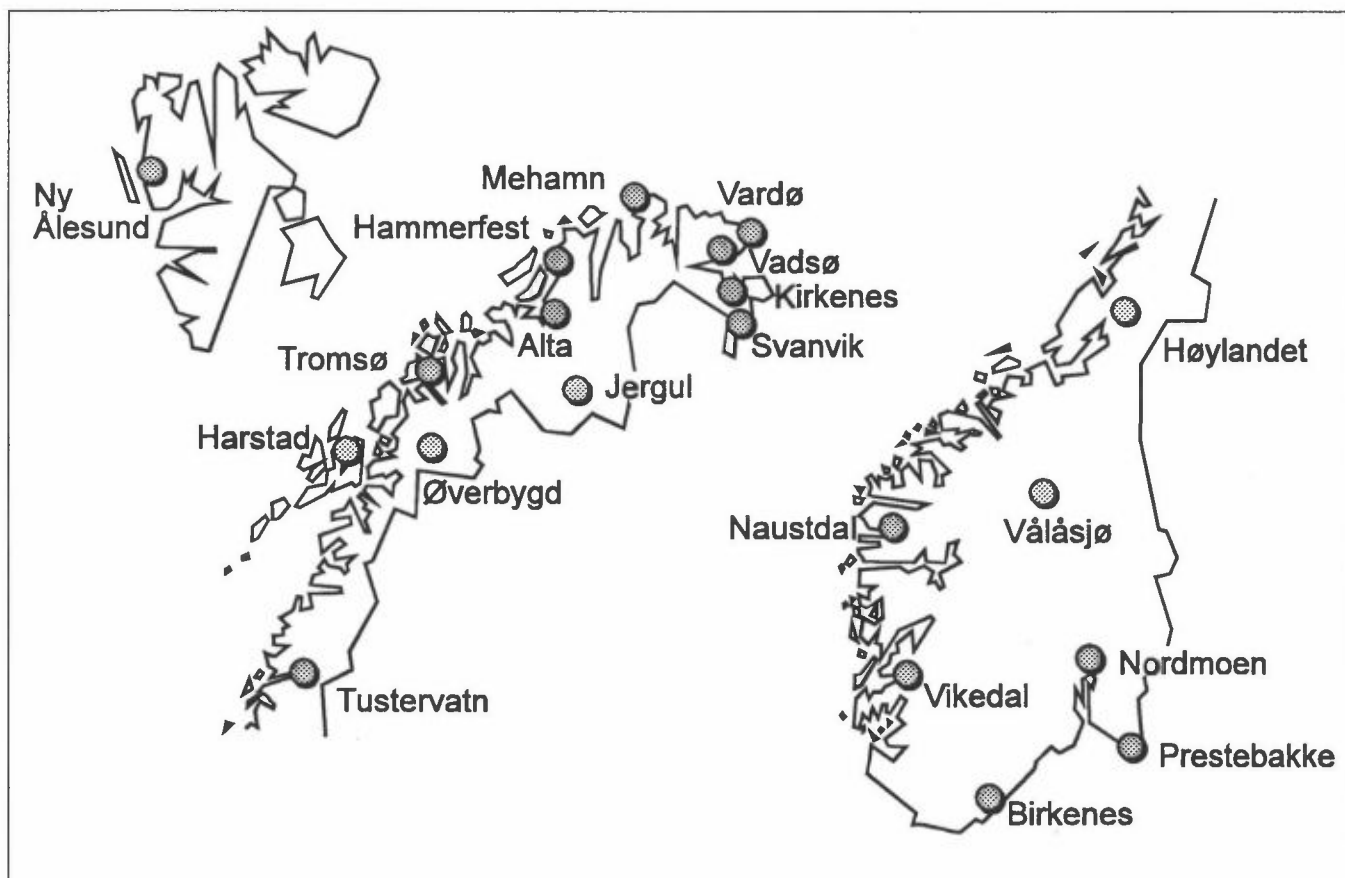 Ny
Ålesund
Mehamn
Vardø
Hammerfest
Vadsø
Kirkenes
Svanvik
Alta
Tromsø
Jergul
Harstad
Øverbygd
Tustervatn
Høylandet
Naustdal
Vålåsjø
Nordmoen
Vikedal
Prestebakke
Birkenes